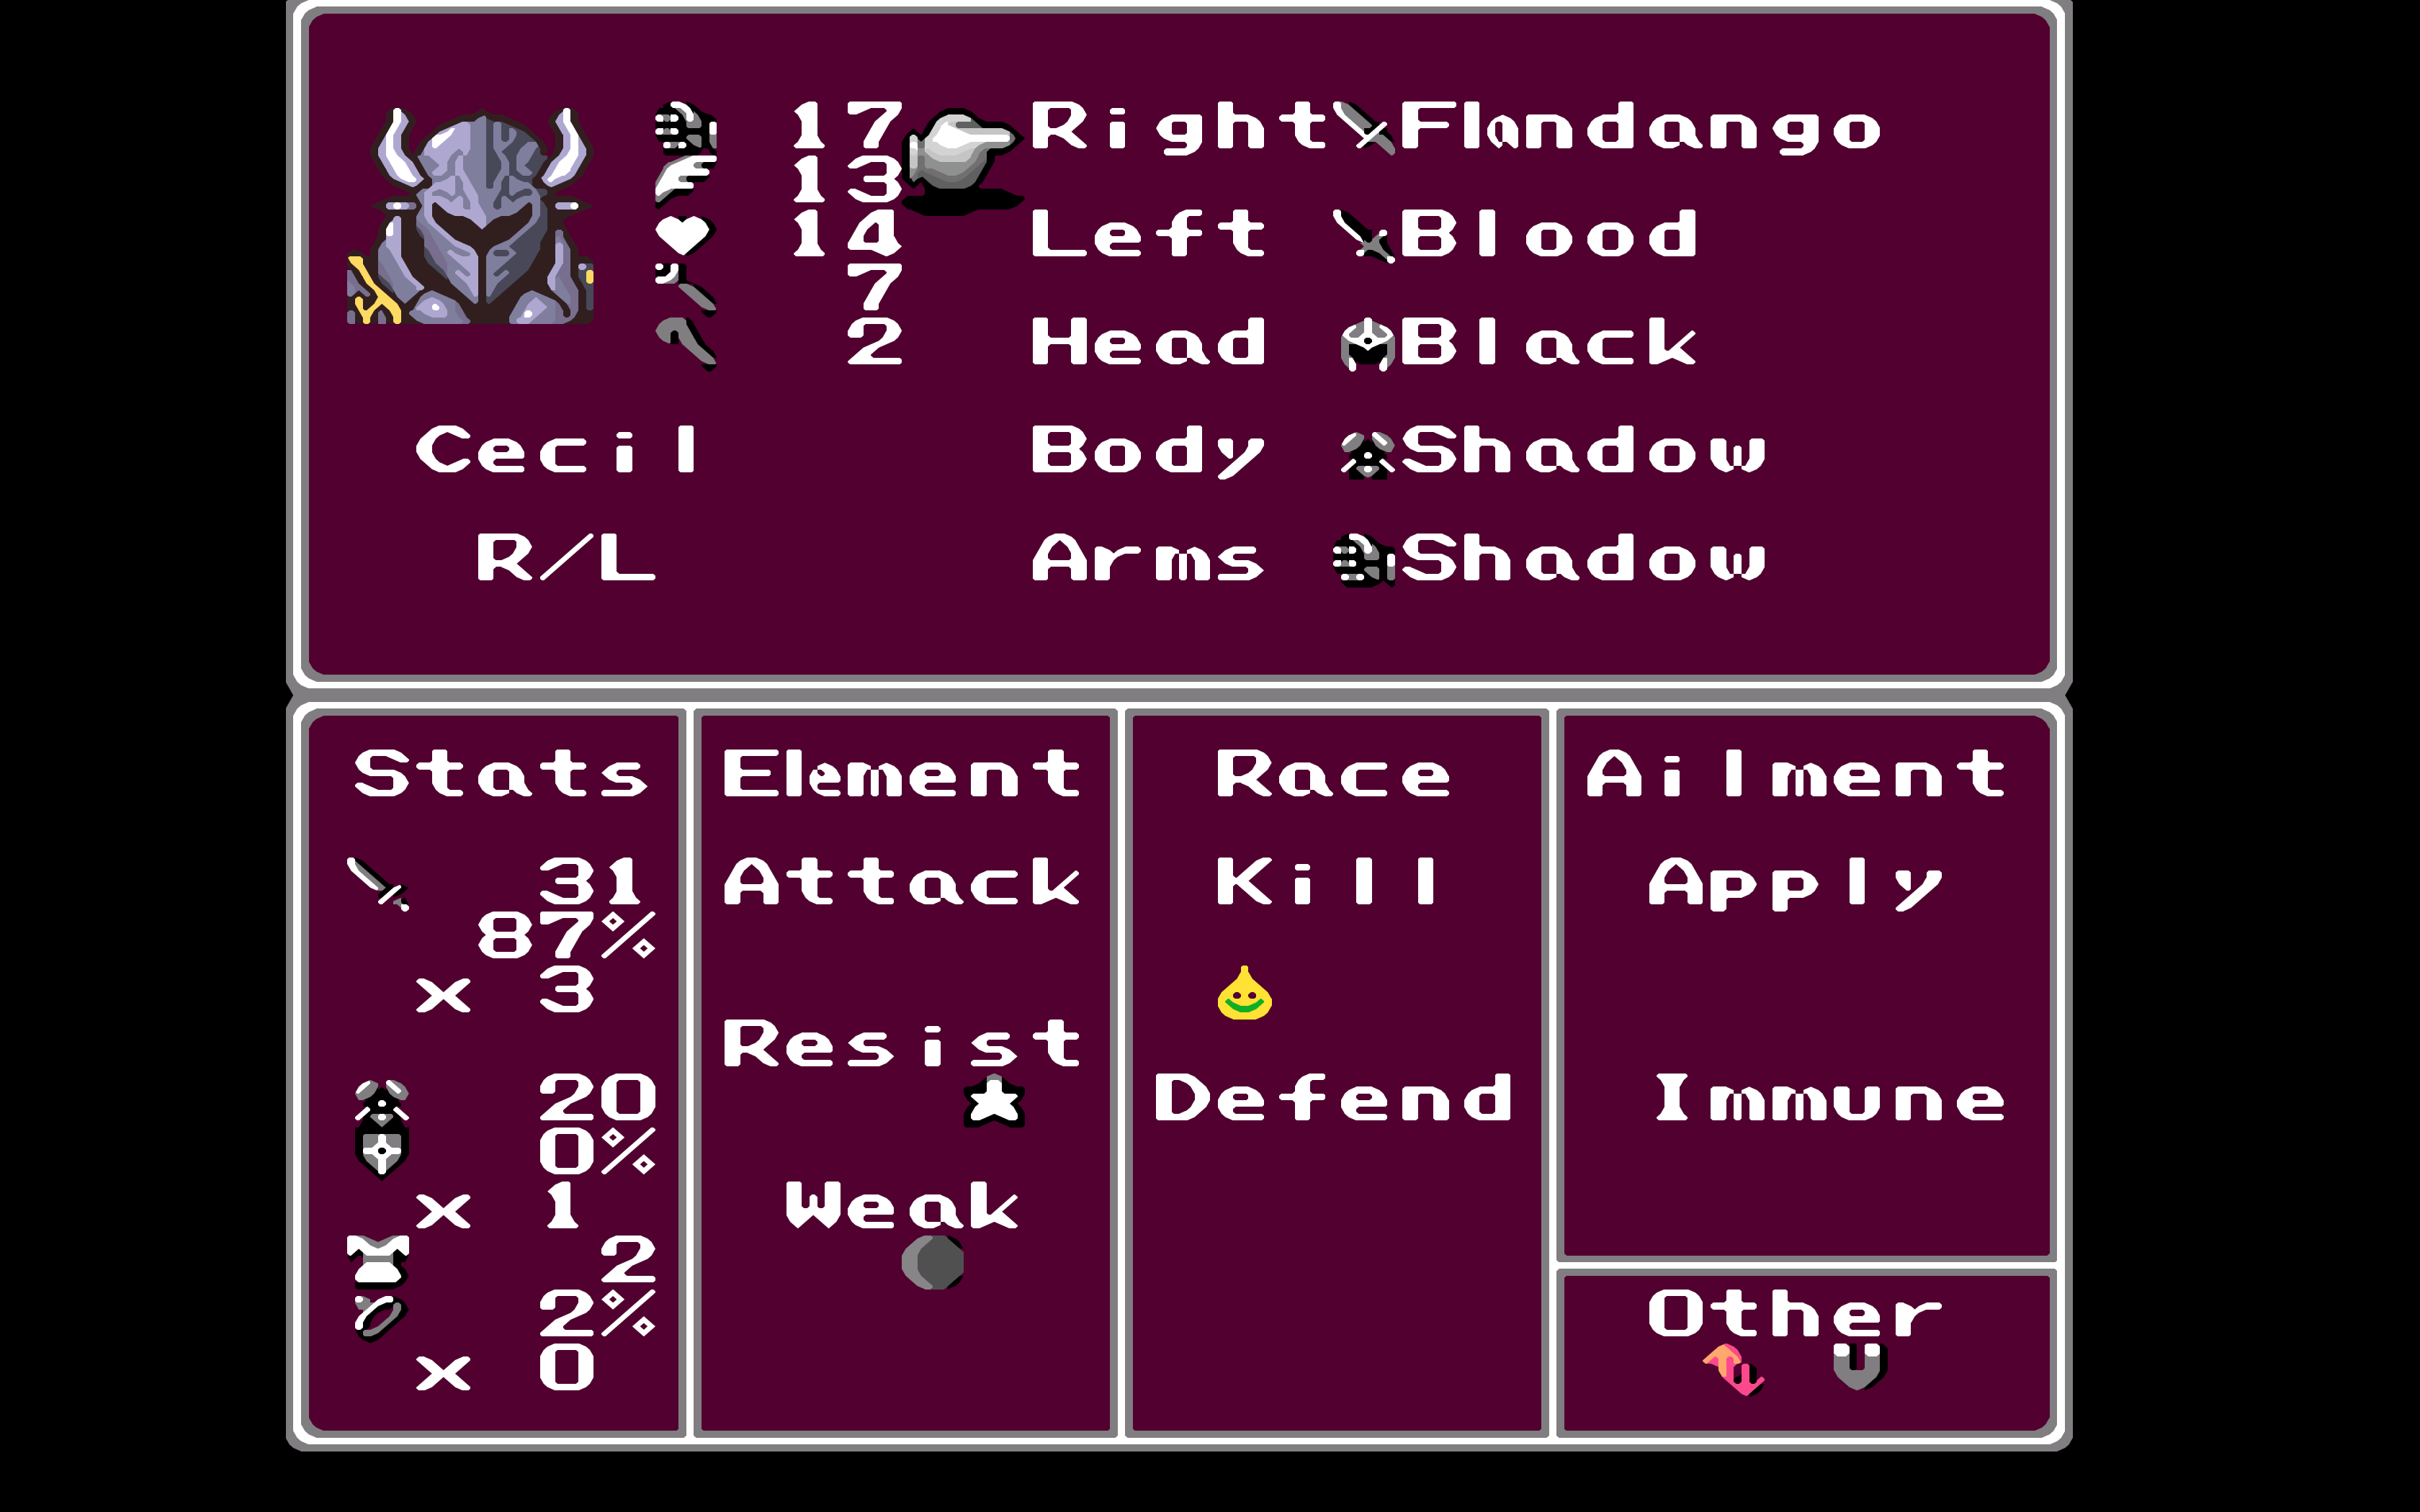 17 Right Flandango
13
14 Left Blood
7
2 Head Black
Cecil Body Shadow
R/L Arms Shadow
Stats Element Race Ailment
31 Attack Kill Apply
87%
x 3
Resist
20 Defend Immune
0%
x 1 Weak
2
2% Other
x 0